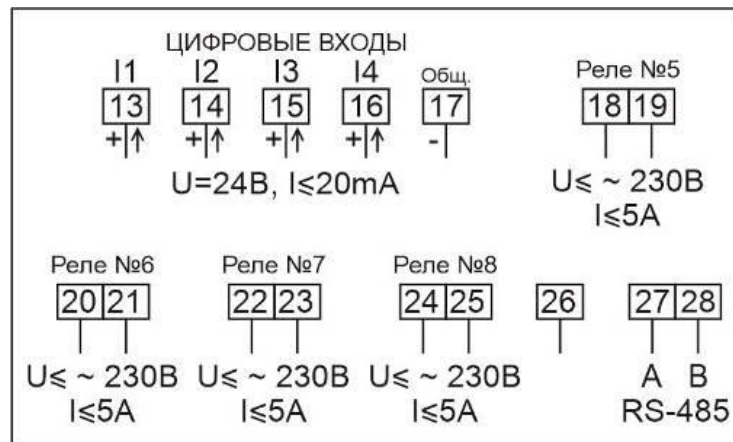 ЦИФРОВЫЕ ВХОДЫ
I1 I2 I3 I4 Общ. Реле №5
13 14 15 16 17 18 19
+ + + + -
U=24В, I≤20mA
U≤ ~ 230В
I≤5A
Реле №6 Реле №7 Реле №8
20 21 22 23 24 25 26 27 28
U≤ ~ 230В U≤ ~ 230В U≤ ~ 230В A B
I≤5A I≤5A I≤5A RS-485